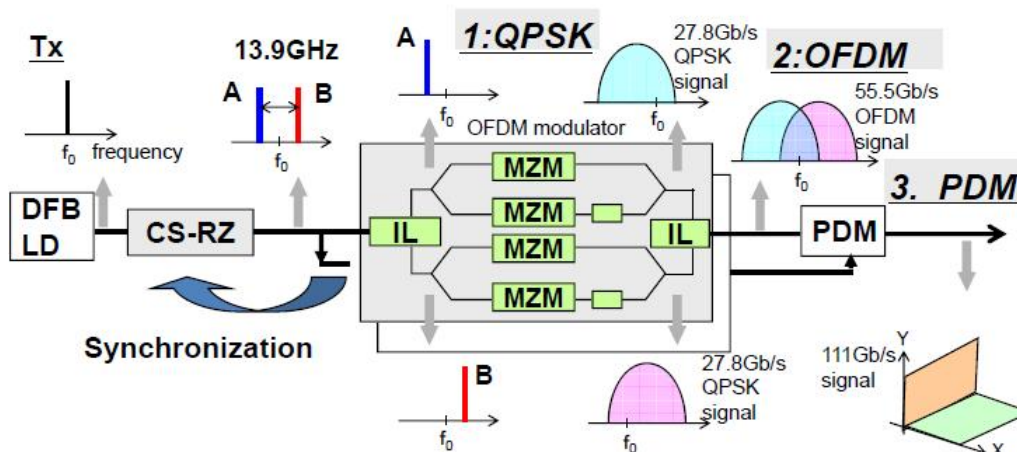 Tx
f0
frequency
13.9GHz
A
B
f0
A
f0
1:QPSK
27.8Gb/s
QPSK
signal
f0
2:OFDM
55.5Gb/s
OFDM
signal
f0
OFDM modulator
3. PDM
DFB
LD
CS-RZ
IL
MZM
MZM
MZM
MZM
IL
PDM
Synchronization
B
f0
27.8Gb/s
QPSK
signal
f0
111Gb/s
signal
Y
X